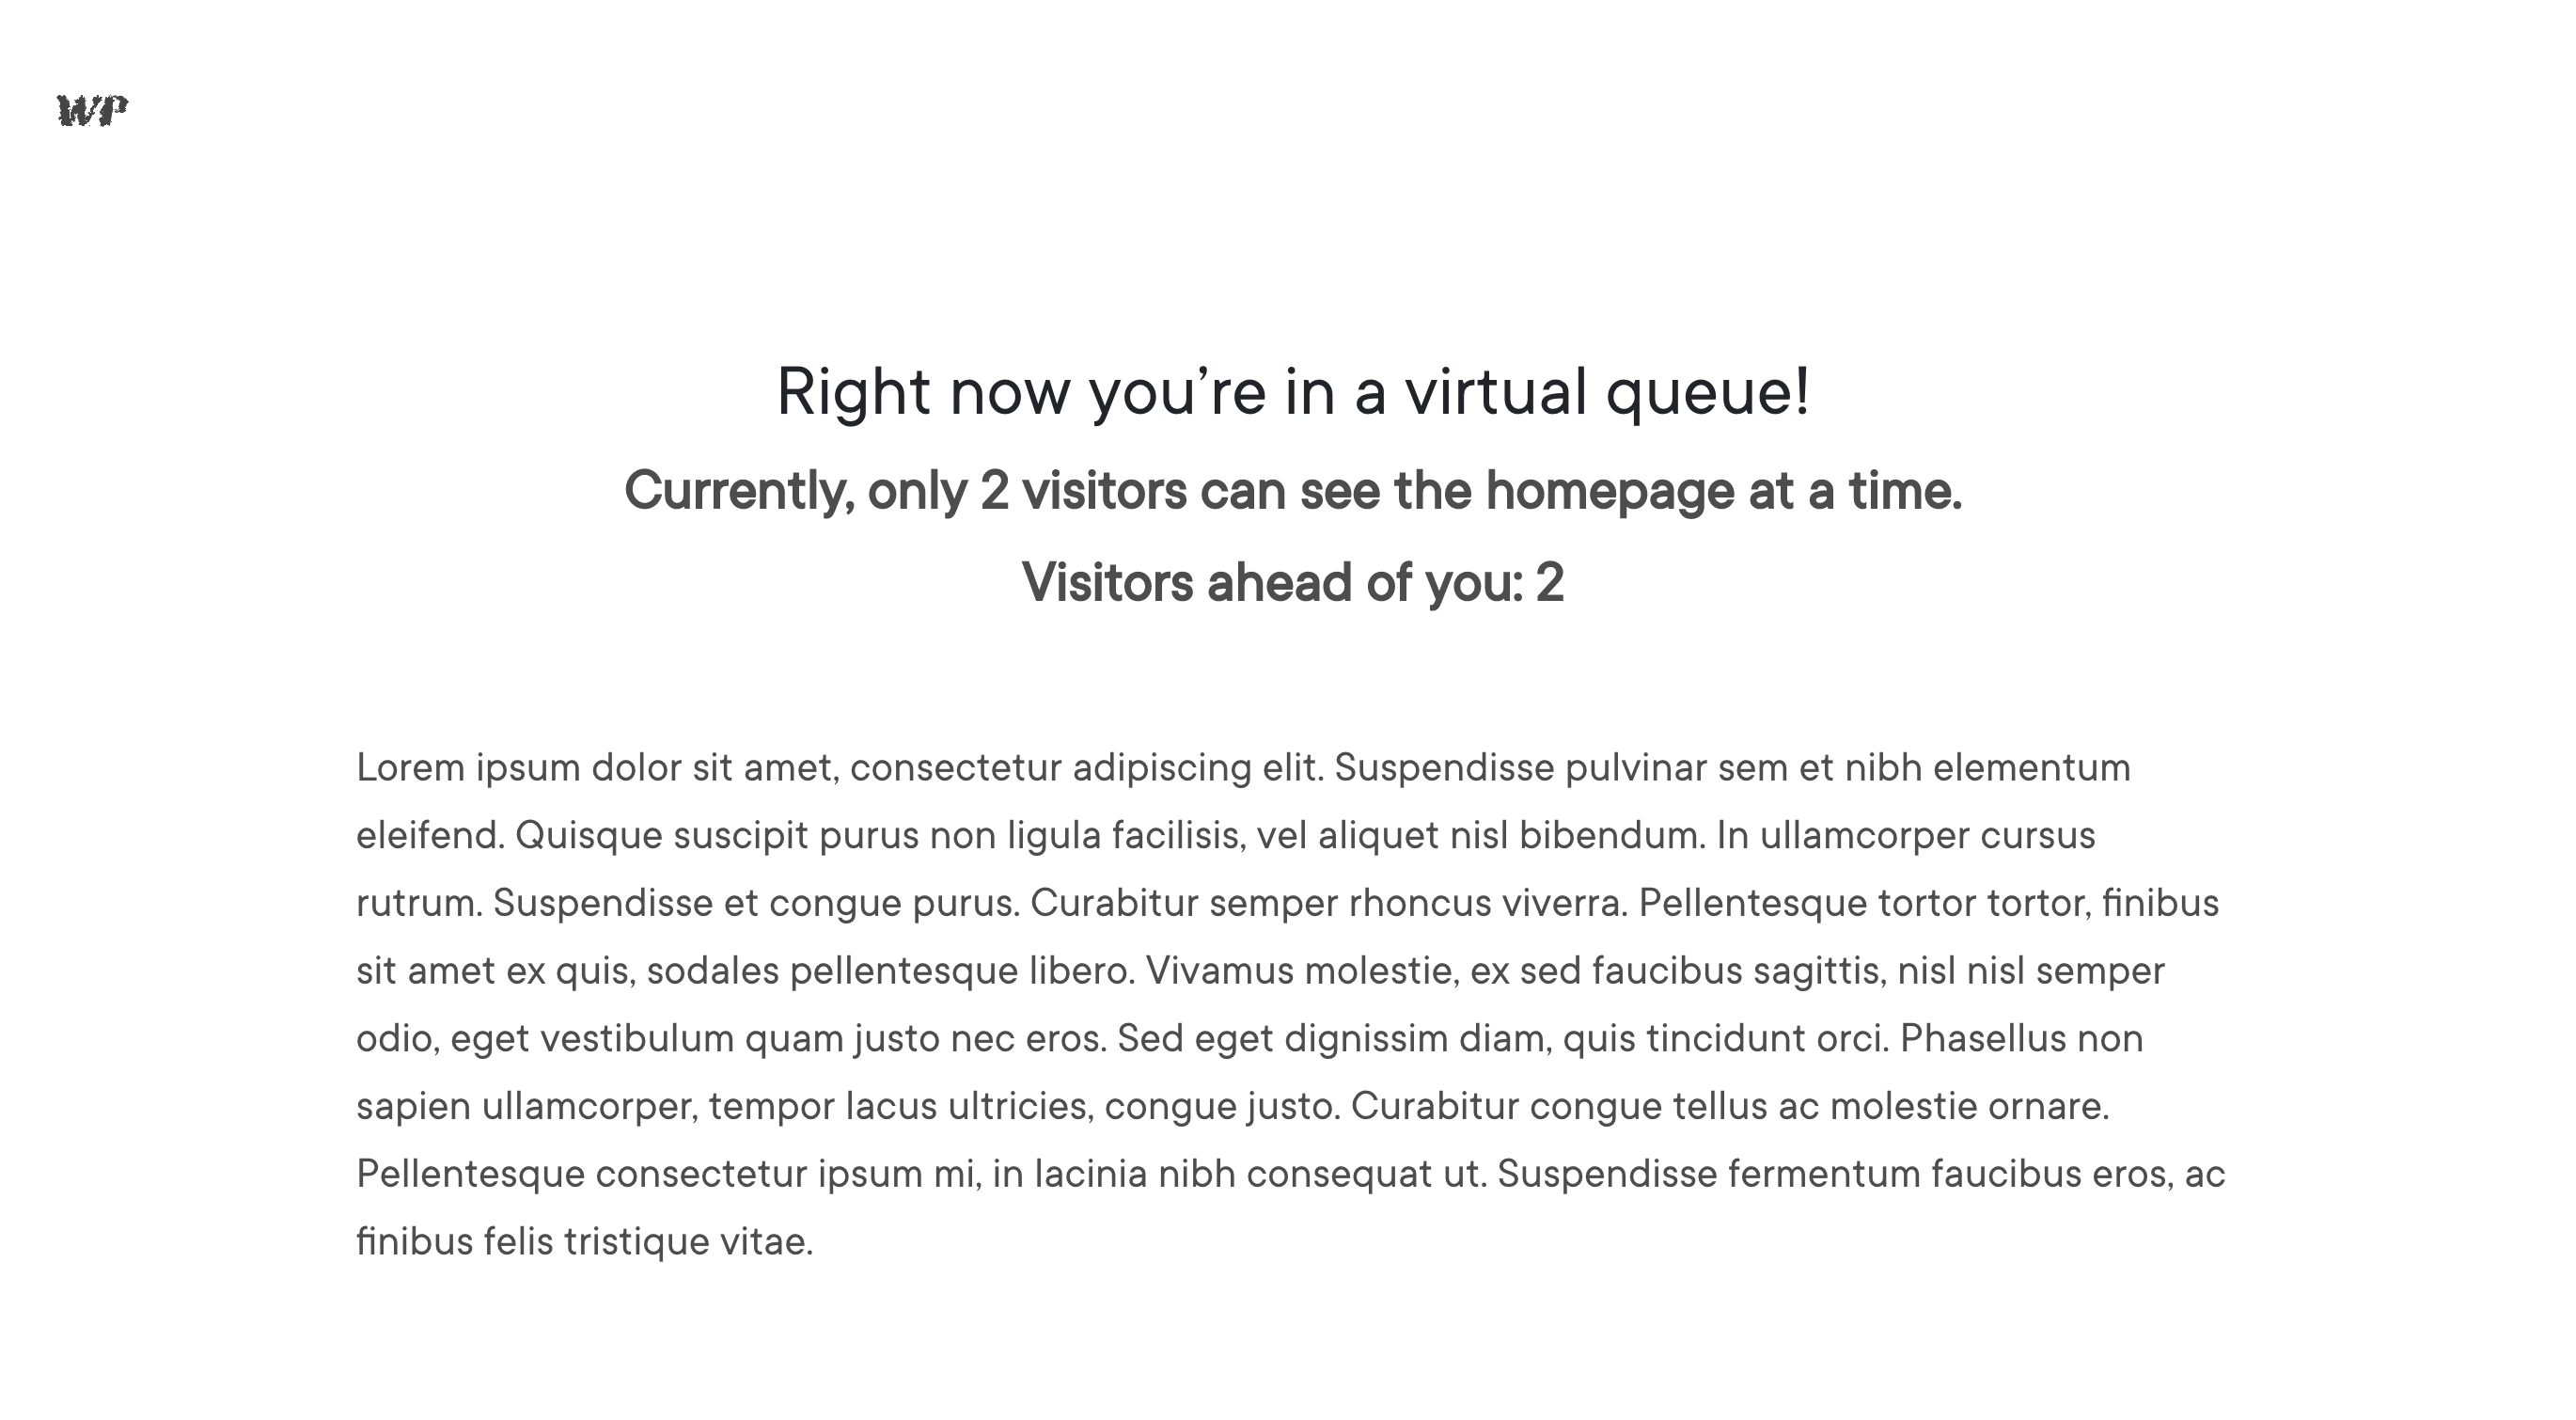 WP
Right now you’re in a virtual queue!
Currently, only 2 visitors can see the homepage at a time.
Visitors ahead of you: 2
Lorem ipsum dolor sit amet, consectetur adipiscing elit. Suspendisse pulvinar sem et nibh elementum
eleifend. Quisque suscipit purus non ligula facilisis, vel aliquet nisl bibendum. In ullamcorper cursus
rutrum. Suspendisse et congue purus. Curabitur semper rhoncus viverra. Pellentesque tortor tortor, finibus
sit amet ex quis, sodales pellentesque libero. Vivamus molestie, ex sed faucibus sagittis, nisl nisl semper
odio, eget vestibulum quam justo nec eros. Sed eget dignissim diam, quis tincidunt orci. Phasellus non
sapien ullamcorper, tempor lacus ultricies, congue justo. Curabitur congue tellus ac molestie ornare.
Pellentesque consectetur ipsum mi, in lacinia nibh consequat ut. Suspendisse fermentum faucibus eros, ac
finibus felis tristique vitae.